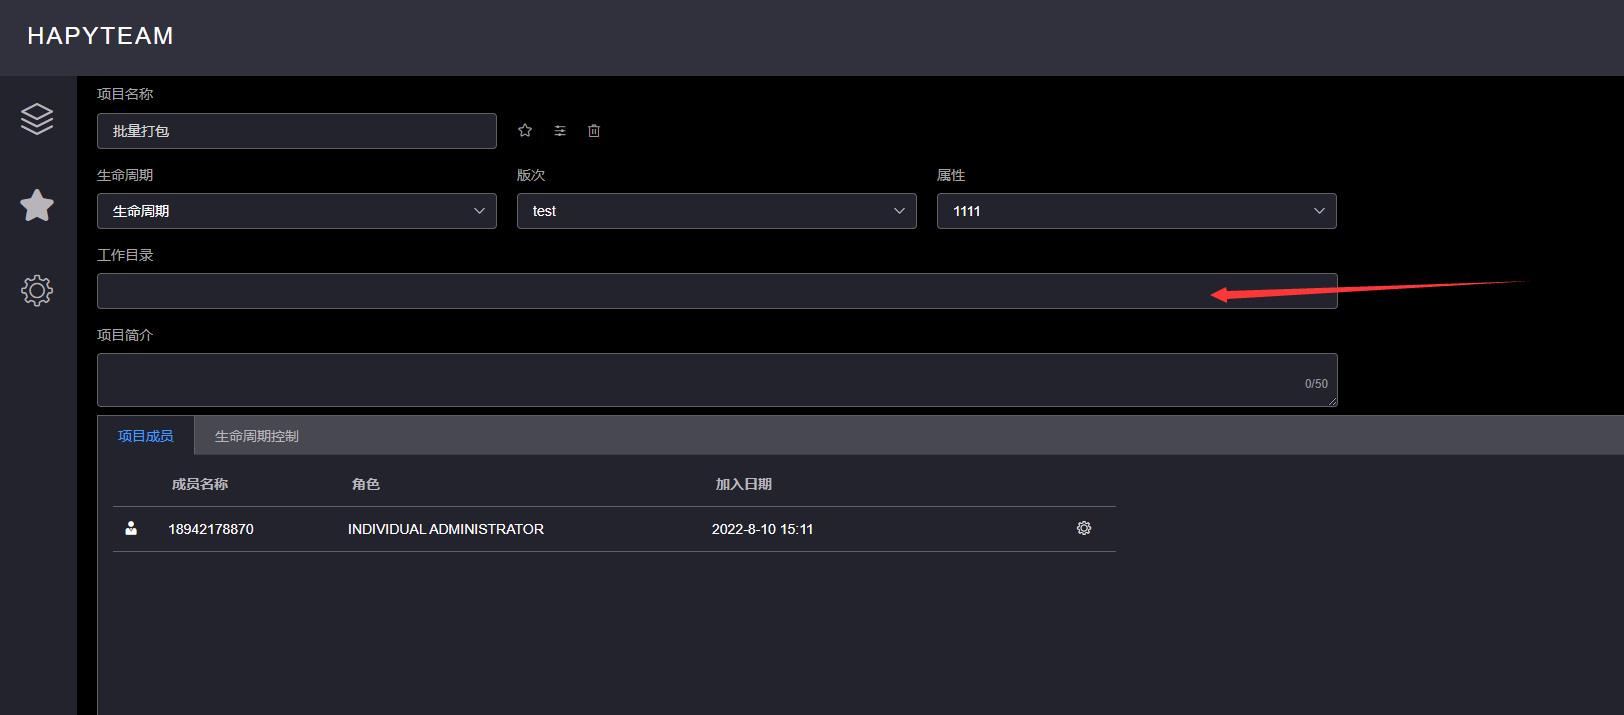 HAPYTEAM
项目名称
批量打包
生命周期 版次 属性
生命周期 test 1111
工作目录
项目简介
0/50
项目成员 生命周期控制
成员名称 角色 加入日期
18942178870 INDIVIDUAL ADMINISTRATOR 2022-8-10 15:11